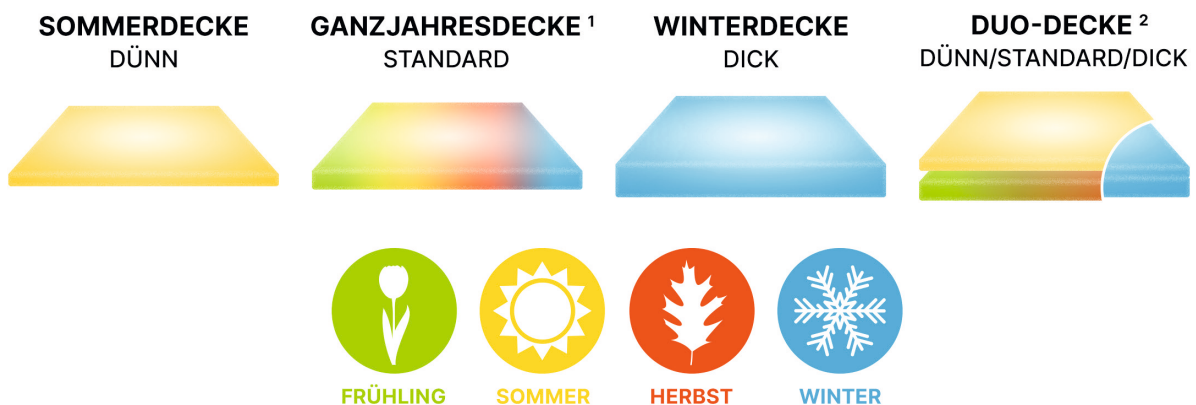 SOMMERDECKE
DÜNN
GANZJAHRESDECKE ¹
STANDARD
WINTERDECKE
DICK
DUO-DECKE ²
DÜNN/STANDARD/DICK
FRÜHLING
SOMMER
HERBST
WINTER